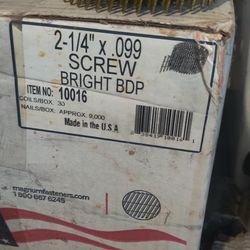 2-1/4" x .099
SCREW
BRIGHT BDP
ITEM NO: 10016
COILS/BOX: 30
NAILS/BOX: APPROX. 9,000
Made in the U.S.A
magnumfasteners.com
1 800 667 6245